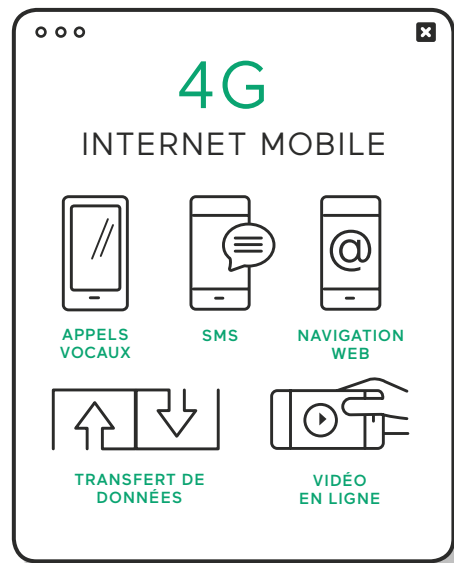 4G
INTERNET MOBILE
APPELS
VOCAUX
SMS
NAVIGATION
WEB
TRANSFERT DE
DONNÉES
VIDÉO
EN LIGNE